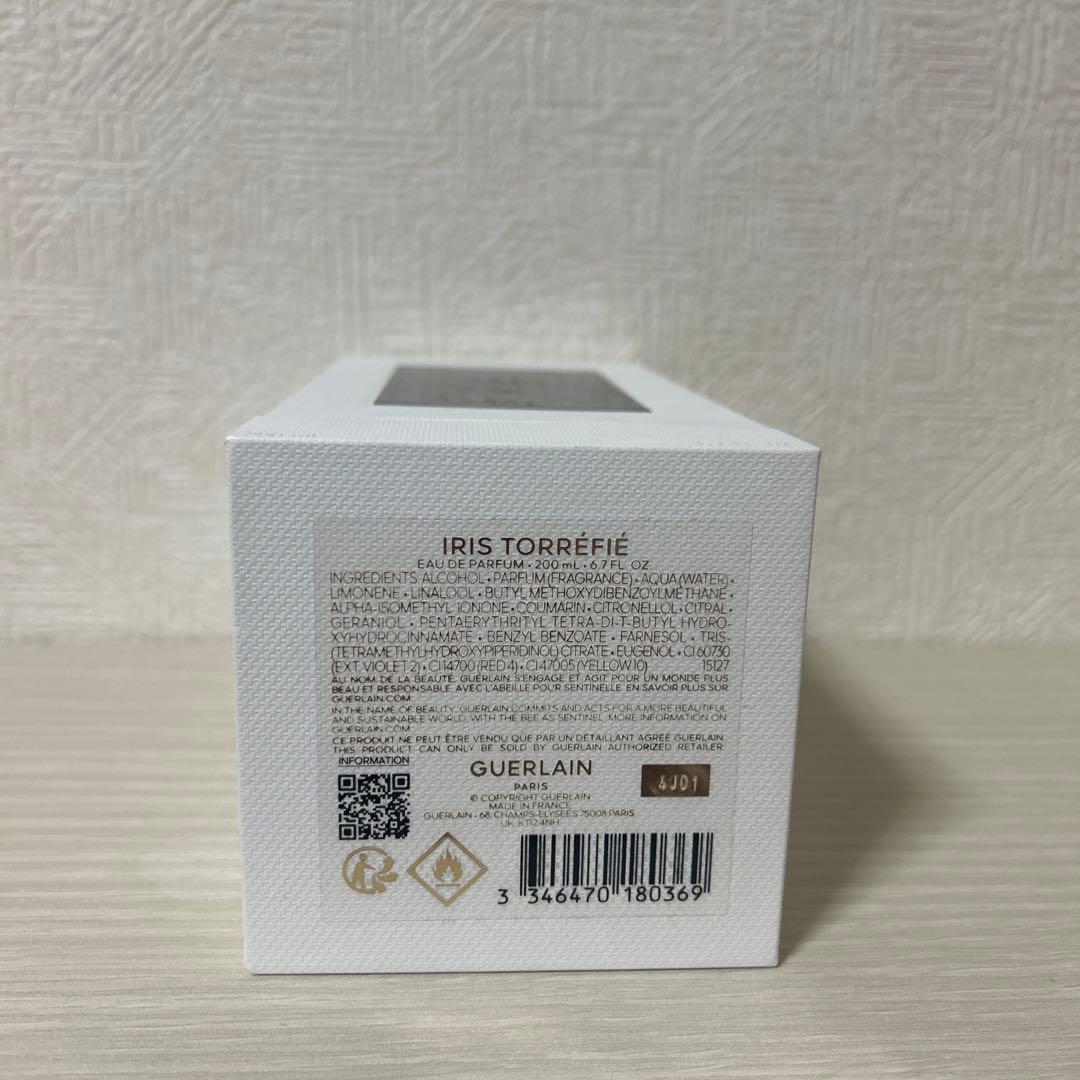 IRIS TORRÉFIÉ
EAU DE PARFUM • 200 mL • 6.7 FL. OZ
INGREDIENTS ALCOHOL • PARFUM (FRAGRANCE) • AQUA (WATER) •
LIMONENE • LINALOOL • BUTYL METHOXYDIBENZOYLMETHANE •
ALPHA-ISOMETHYL IONONE • COUMARIN • CITRONELLOL • CITRAL •
GERANIOL • PENTAERYTHRITYL TETRA-DI-T-BUTYL HYDRO-
XYHYDROCINNAMATE • BENZYL BENZOATE • FARNESOL • TRIS-
(TETRAMETHYLHYDROXYPIPERIDINOL) CITRATE • EUGENOL • CI 60730
(EXT. VIOLET 2) • CI 14700 (RED 4) • CI 47005 (YELLOW 10) 15127
AU NOM DE LA BEAUTÉ, GUERLAIN S'ENGAGE ET AGIT POUR UN MONDE PLUS
BEAU ET RESPONSABLE, AVEC L'ABEILLE POUR SENTINELLE. EN SAVOIR PLUS SUR
GUERLAIN.COM
IN THE NAME OF BEAUTY, GUERLAIN COMMITS AND ACTS FOR A MORE BEAUTIFUL
AND SUSTAINABLE WORLD, WITH THE BEE AS SENTINEL. MORE INFORMATION ON
GUERLAIN.COM
CE PRODUIT NE PEUT ÊTRE VENDU QUE PAR UN DÉTAILLANT AGRÉÉ GUERLAIN.
THIS PRODUCT CAN ONLY BE SOLD BY GUERLAIN AUTHORIZED RETAILER.
INFORMATION
GUERLAIN
PARIS
4J01
© COPYRIGHT GUERLAIN
MADE IN FRANCE
GUERLAIN • 68, CHAMPS-ELYSEES 75008 PARIS
UK: KT12 4NH
3 346470 180369